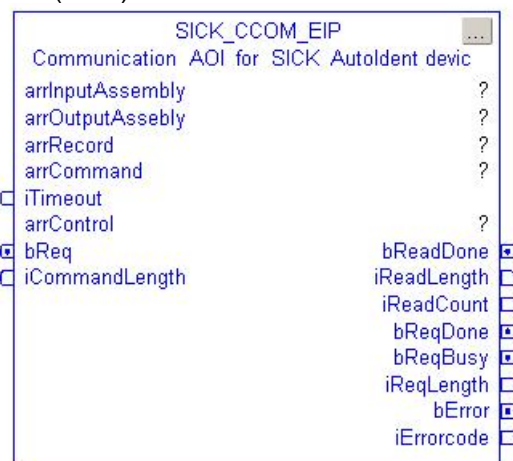 SICK_CCOM_EIP ...
Communication AOI for SICK AutoIdent devic
arrInputAssembly ?
arrOutputAssebly ?
arrRecord ?
arrCommand ?
iTimeout
arrControl ?
bReq bReadDone
iCommandLength iReadLength
iReadCount
bReqDone
bReqBusy
iReqLength
bError
iErrorcode